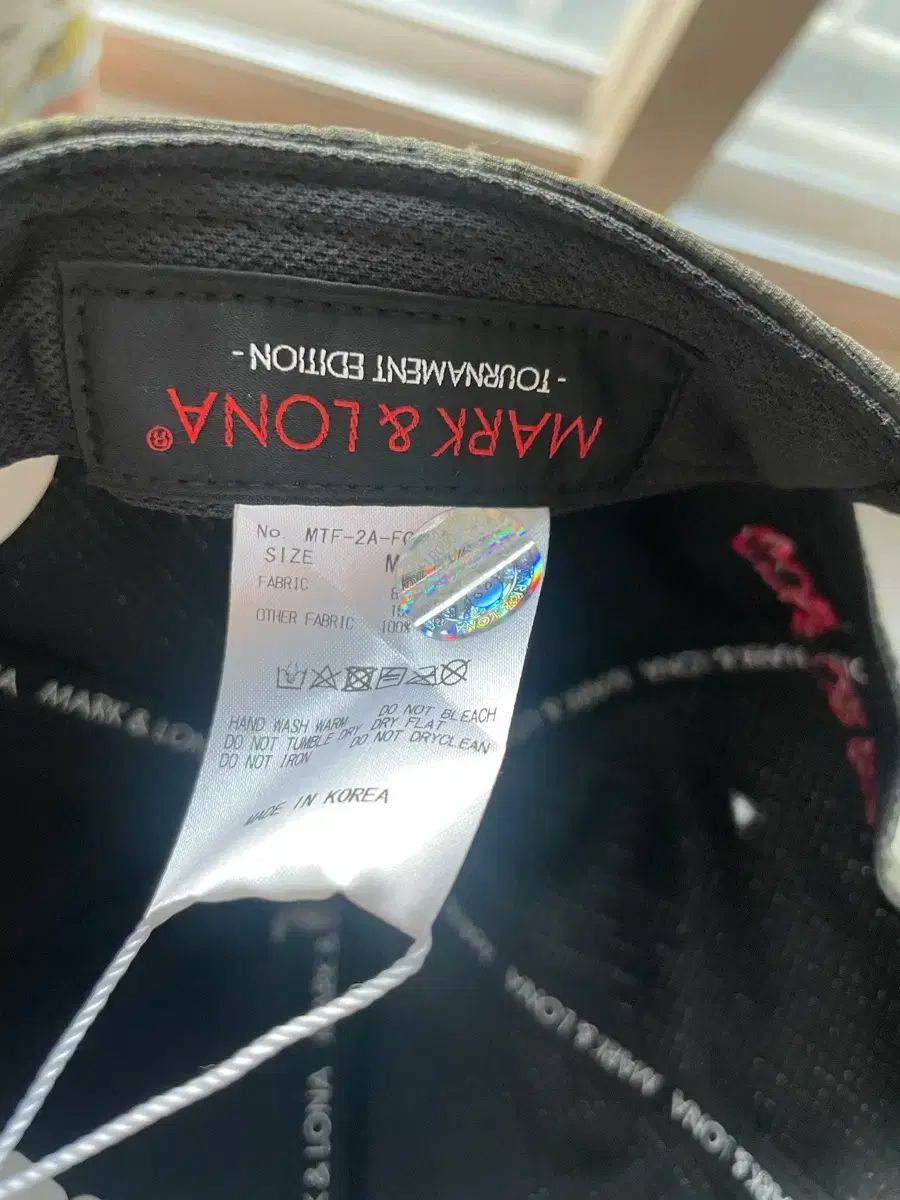 MARK & LONA®
- TOURNAMENT EDITION -
No. MTF-2A-FC
SIZE M
FABRIC
OTHER FABRIC 100%
HAND WASH WARM DO NOT BLEACH
DO NOT TUMBLE DRY DRY FLAT
DO NOT IRON DO NOT DRYCLEAN
MADE IN KOREA
MARK & LONA
MARK & LONA
MARK & LONA
& LONA